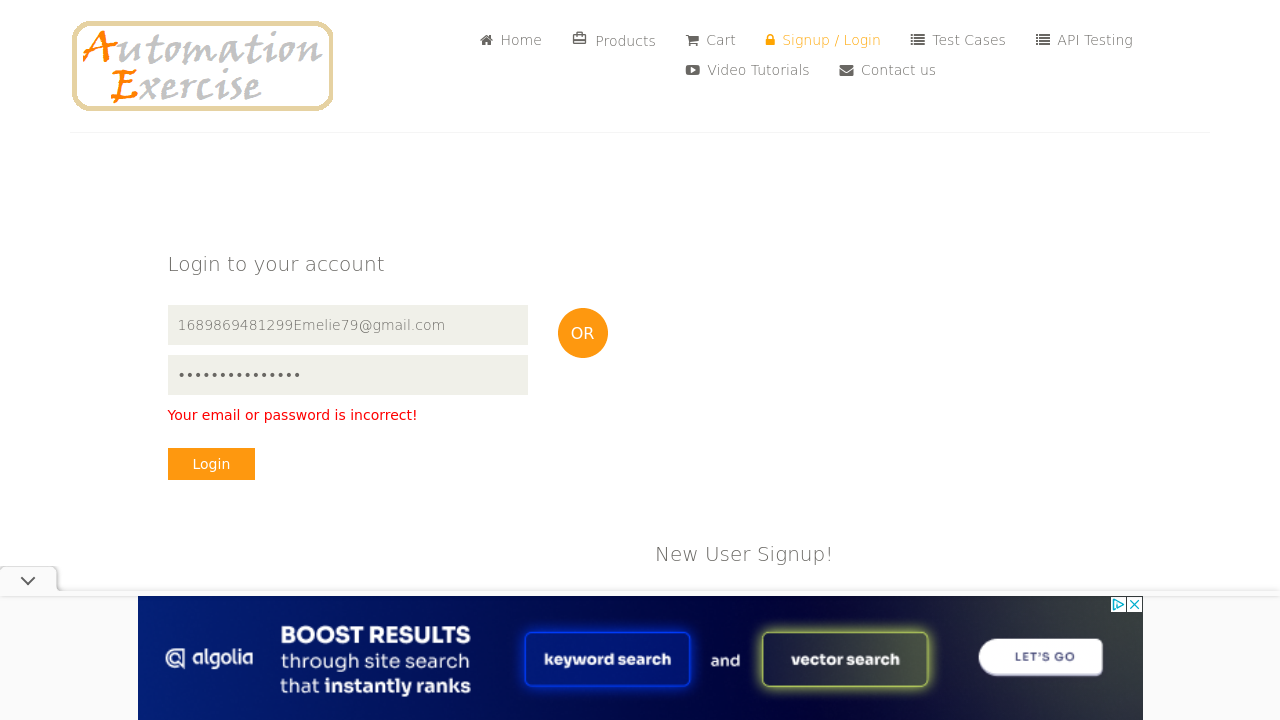 Automation
Exercise
Home
Products
Cart
Signup / Login
Test Cases
API Testing
Video Tutorials
Contact us
Login to your account
1689869481299Emelie79@gmail.com
•••••••••••••••
Your email or password is incorrect!
Login
OR
New User Signup!
algolia
BOOST RESULTS
through site search
that instantly ranks
keyword search
and
vector search
LET'S GO